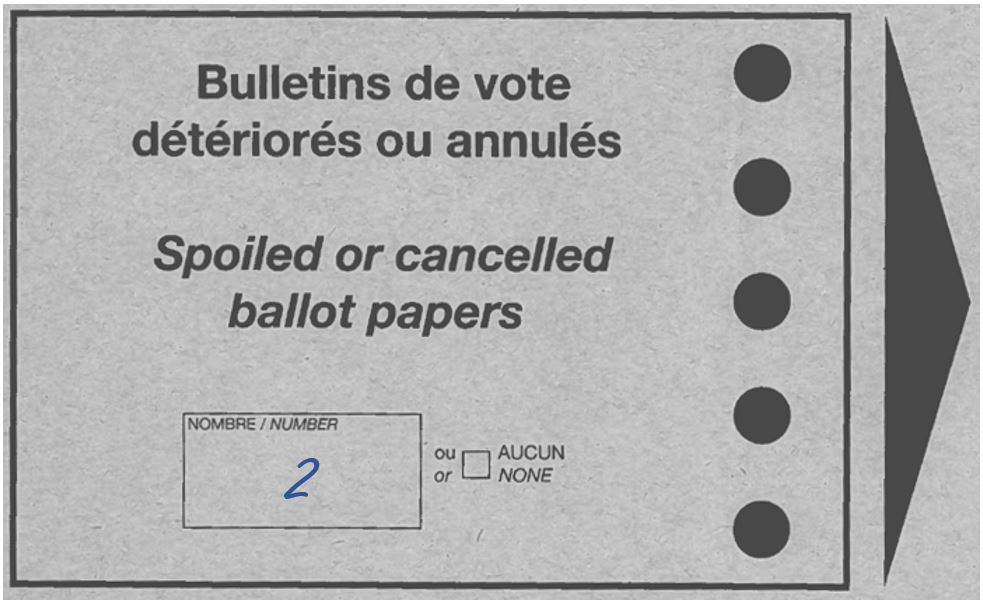 Bulletins de vote
détériorés ou annulés
Spoiled or cancelled
ballot papers
NOMBRE / NUMBER
2
ou AUCUN
or NONE